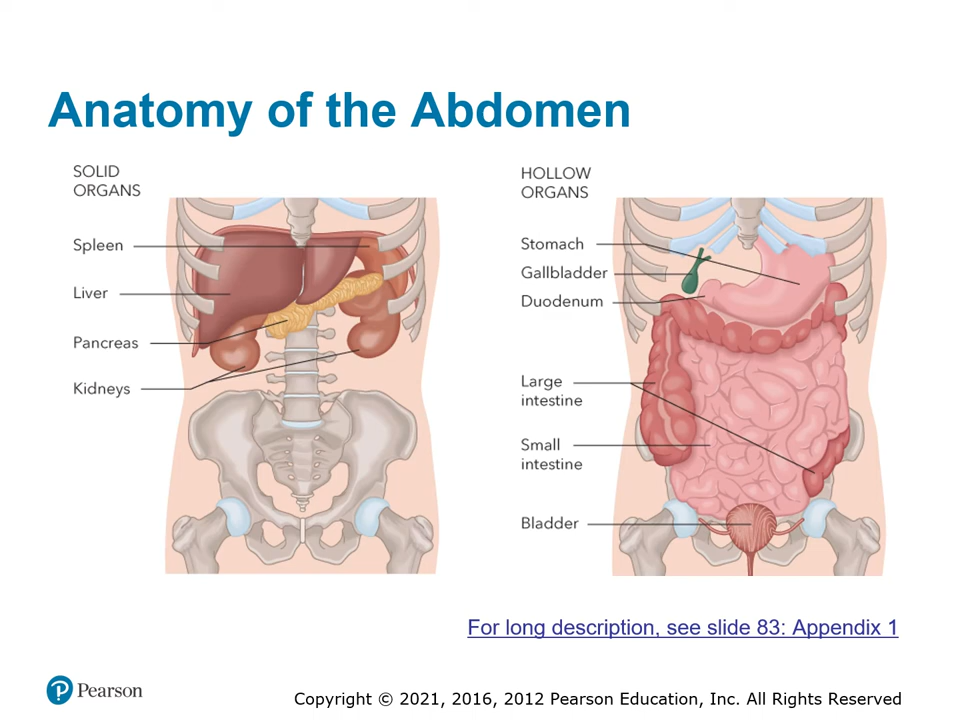 Anatomy of the Abdomen
SOLID
ORGANS
Spleen
Liver
Pancreas
Kidneys
HOLLOW
ORGANS
Stomach
Gallbladder
Duodenum
Large
intestine
Small
intestine
Bladder
For long description, see slide 83: Appendix 1
P Pearson
Copyright © 2021, 2016, 2012 Pearson Education, Inc. All Rights Reserved